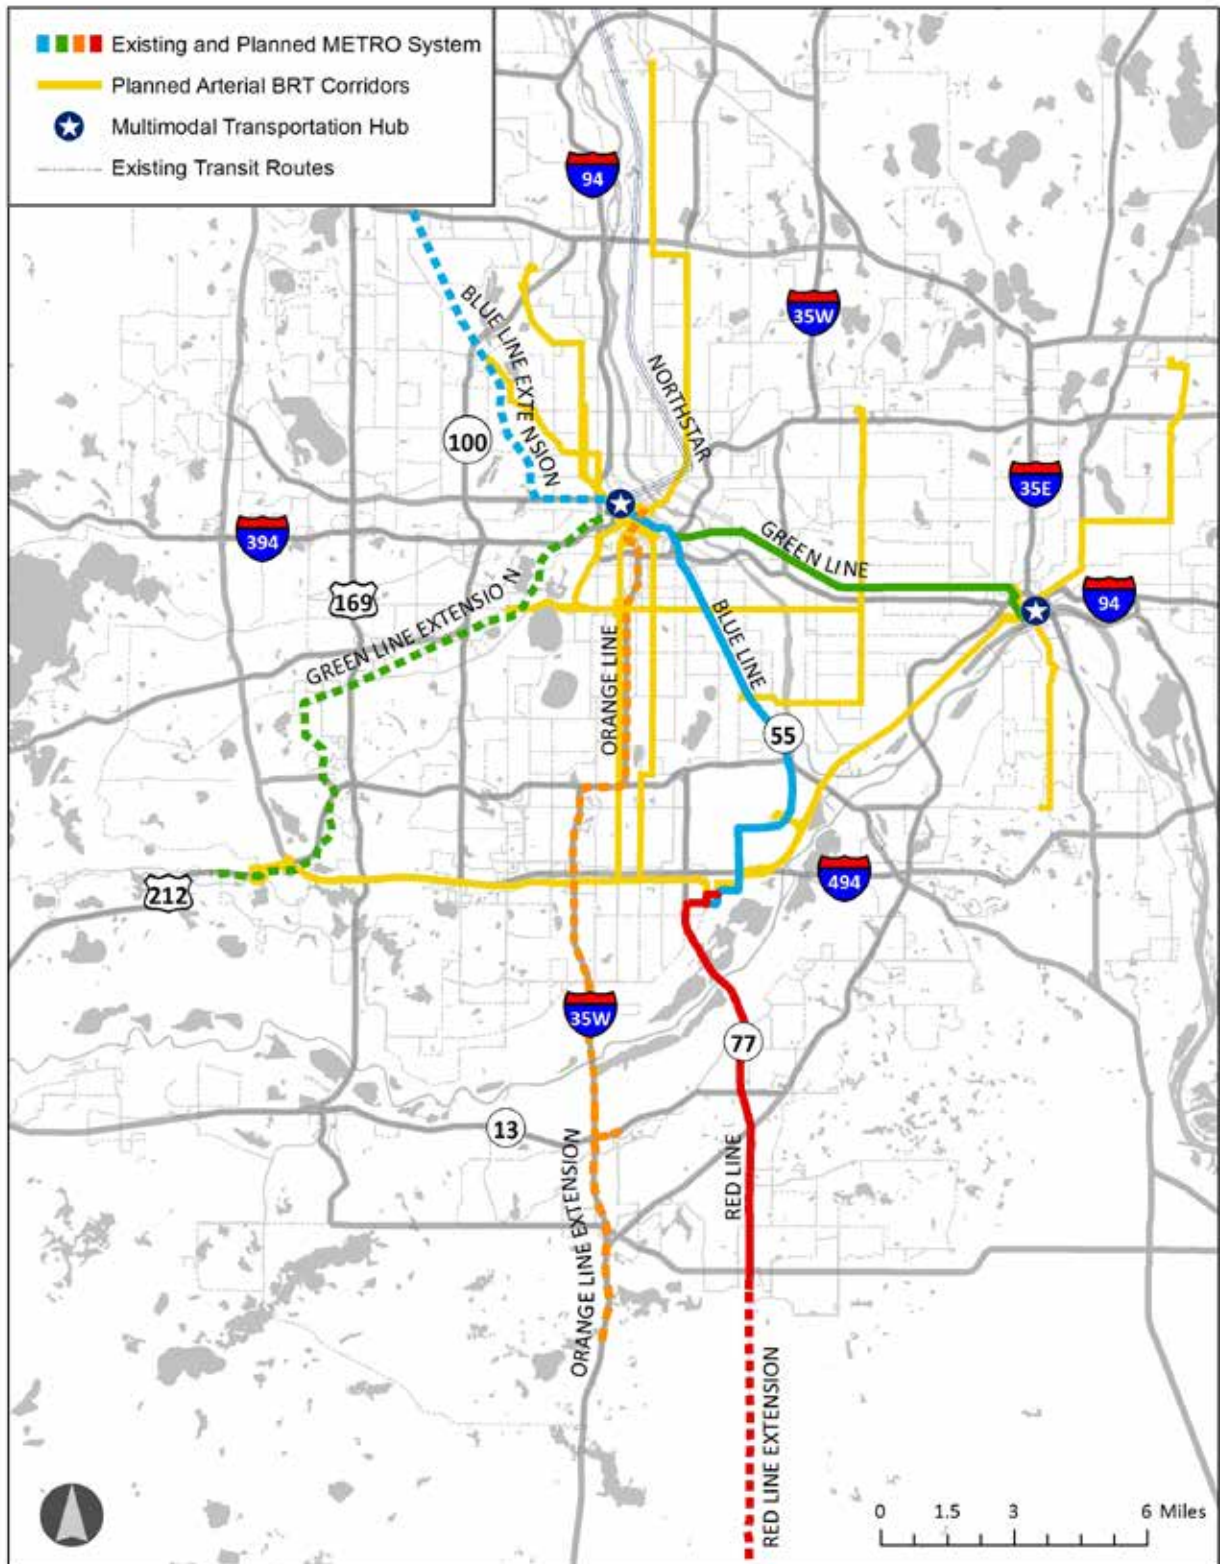 Existing and Planned METRO System
Planned Arterial BRT Corridors
Multimodal Transportation Hub
Existing Transit Routes
94
35W
BLUE LINE EXTENSION
NORTHSTAR
100
35E
394
GREEN LINE
169
94
GREEN LINE EXTENSION
BLUE LINE
ORANGE LINE
55
212
494
35W
77
13
RED LINE
ORANGE LINE EXTENSION
RED LINE EXTENSION
0 1.5 3 6 Miles